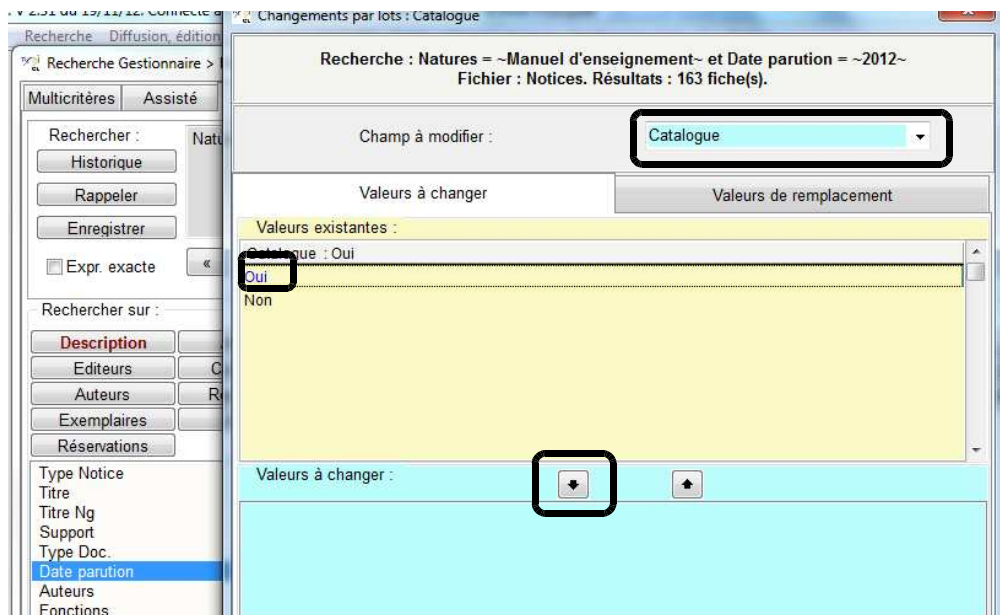 V 2.31 du 19/11/12. Connecté à
Recherche Diffusion, édition
Recherche Gestionnaire >
Multicritères Assisté
Rechercher : Natu
Historique
Rappeler
Enregistrer
Expr. exacte «
Rechercher sur :
Description
Editeurs C
Auteurs Re
Exemplaires
Réservations
Type Notice
Titre
Titre Ng
Support
Type Doc.
Date parution
Auteurs
Fonctions
Changements par lots : Catalogue
Recherche : Natures = ~Manuel d'enseignement~ et Date parution = ~2012~
Fichier : Notices. Résultats : 163 fiche(s).
Champ à modifier : Catalogue
Valeurs à changer Valeurs de remplacement
Valeurs existantes :
Catalogue : Oui
Oui
Non
Valeurs à changer :